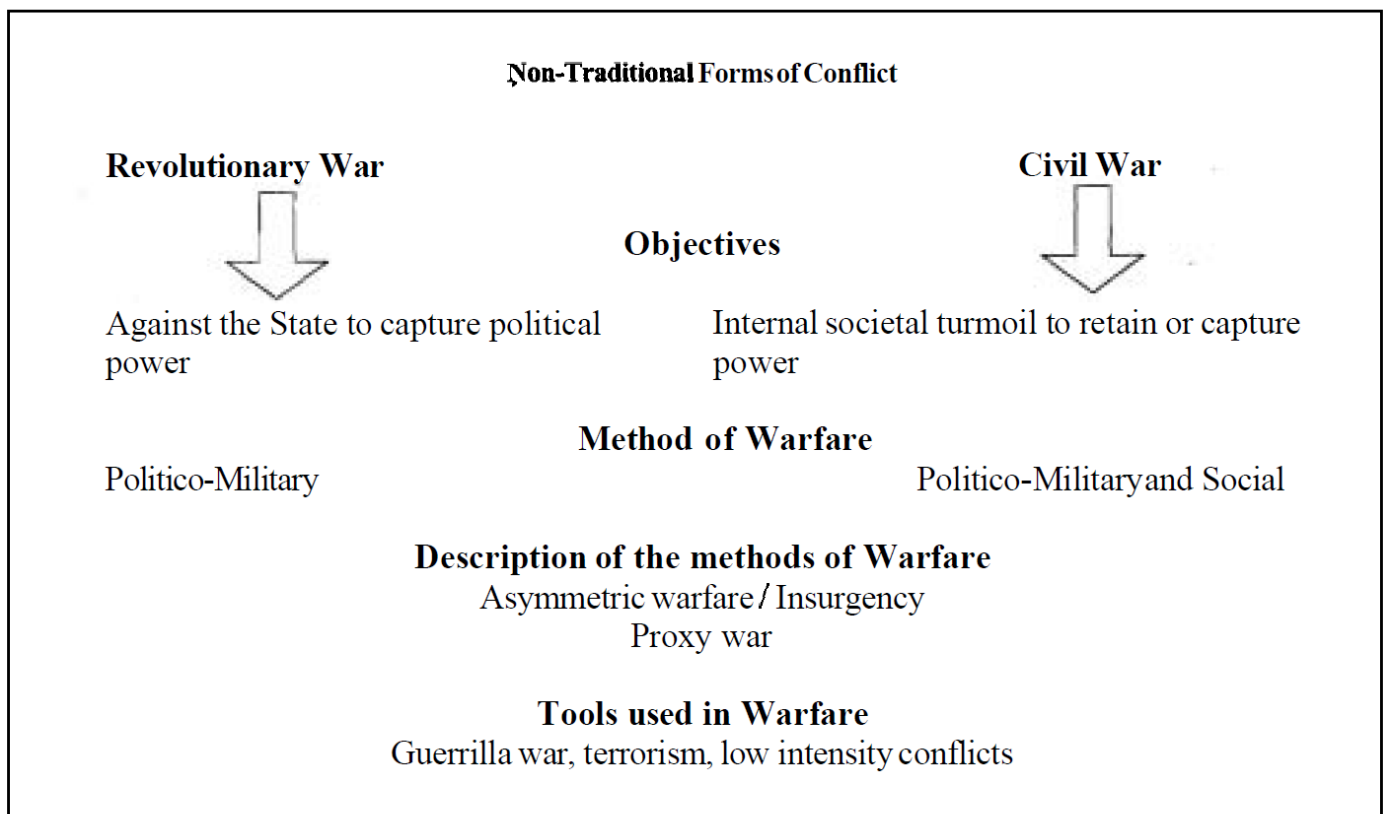 Non-Traditional Forms of Conflict
Revolutionary War
Civil War
Objectives
Against the State to capture political
power
Internal societal turmoil to retain or capture
power
Method of Warfare
Politico-Military
Politico-Militaryand Social
Description of the methods of Warfare
Asymmetric warfare / Insurgency
Proxy war
Tools used in Warfare
Guerrilla war, terrorism, low intensity conflicts